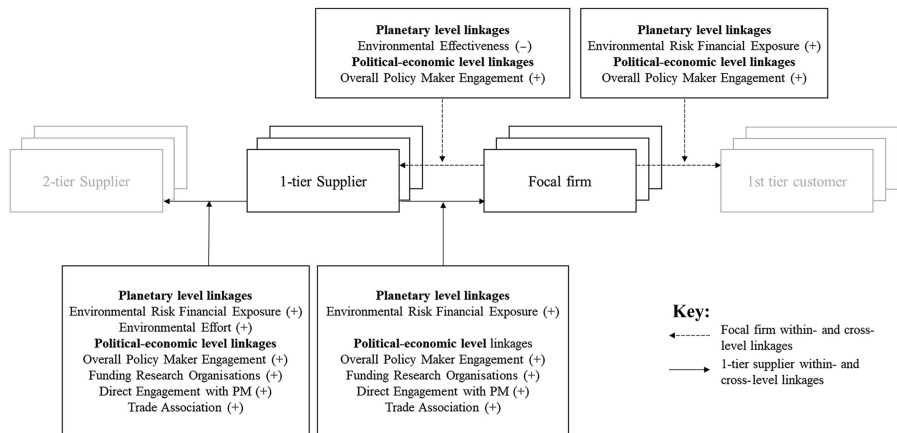 Planetary level linkages
Environmental Effectiveness (–)
Political-economic level linkages
Overall Policy Maker Engagement (+)
Planetary level linkages
Environmental Risk Financial Exposure (+)
Political-economic level linkages
Overall Policy Maker Engagement (+)
2-tier Supplier
1-tier Supplier
Focal firm
1st tier customer
Planetary level linkages
Environmental Risk Financial Exposure (+)
Environmental Effort (+)
Political-economic level linkages
Overall Policy Maker Engagement (+)
Funding Research Organisations (+)
Direct Engagement with PM (+)
Trade Association (+)
Planetary level linkages
Environmental Risk Financial Exposure (+)
Political-economic level linkages
Overall Policy Maker Engagement (+)
Funding Research Organisations (+)
Direct Engagement with PM (+)
Trade Association (+)
Key:
Focal firm within- and cross-
level linkages
1-tier supplier within- and
cross-level linkages